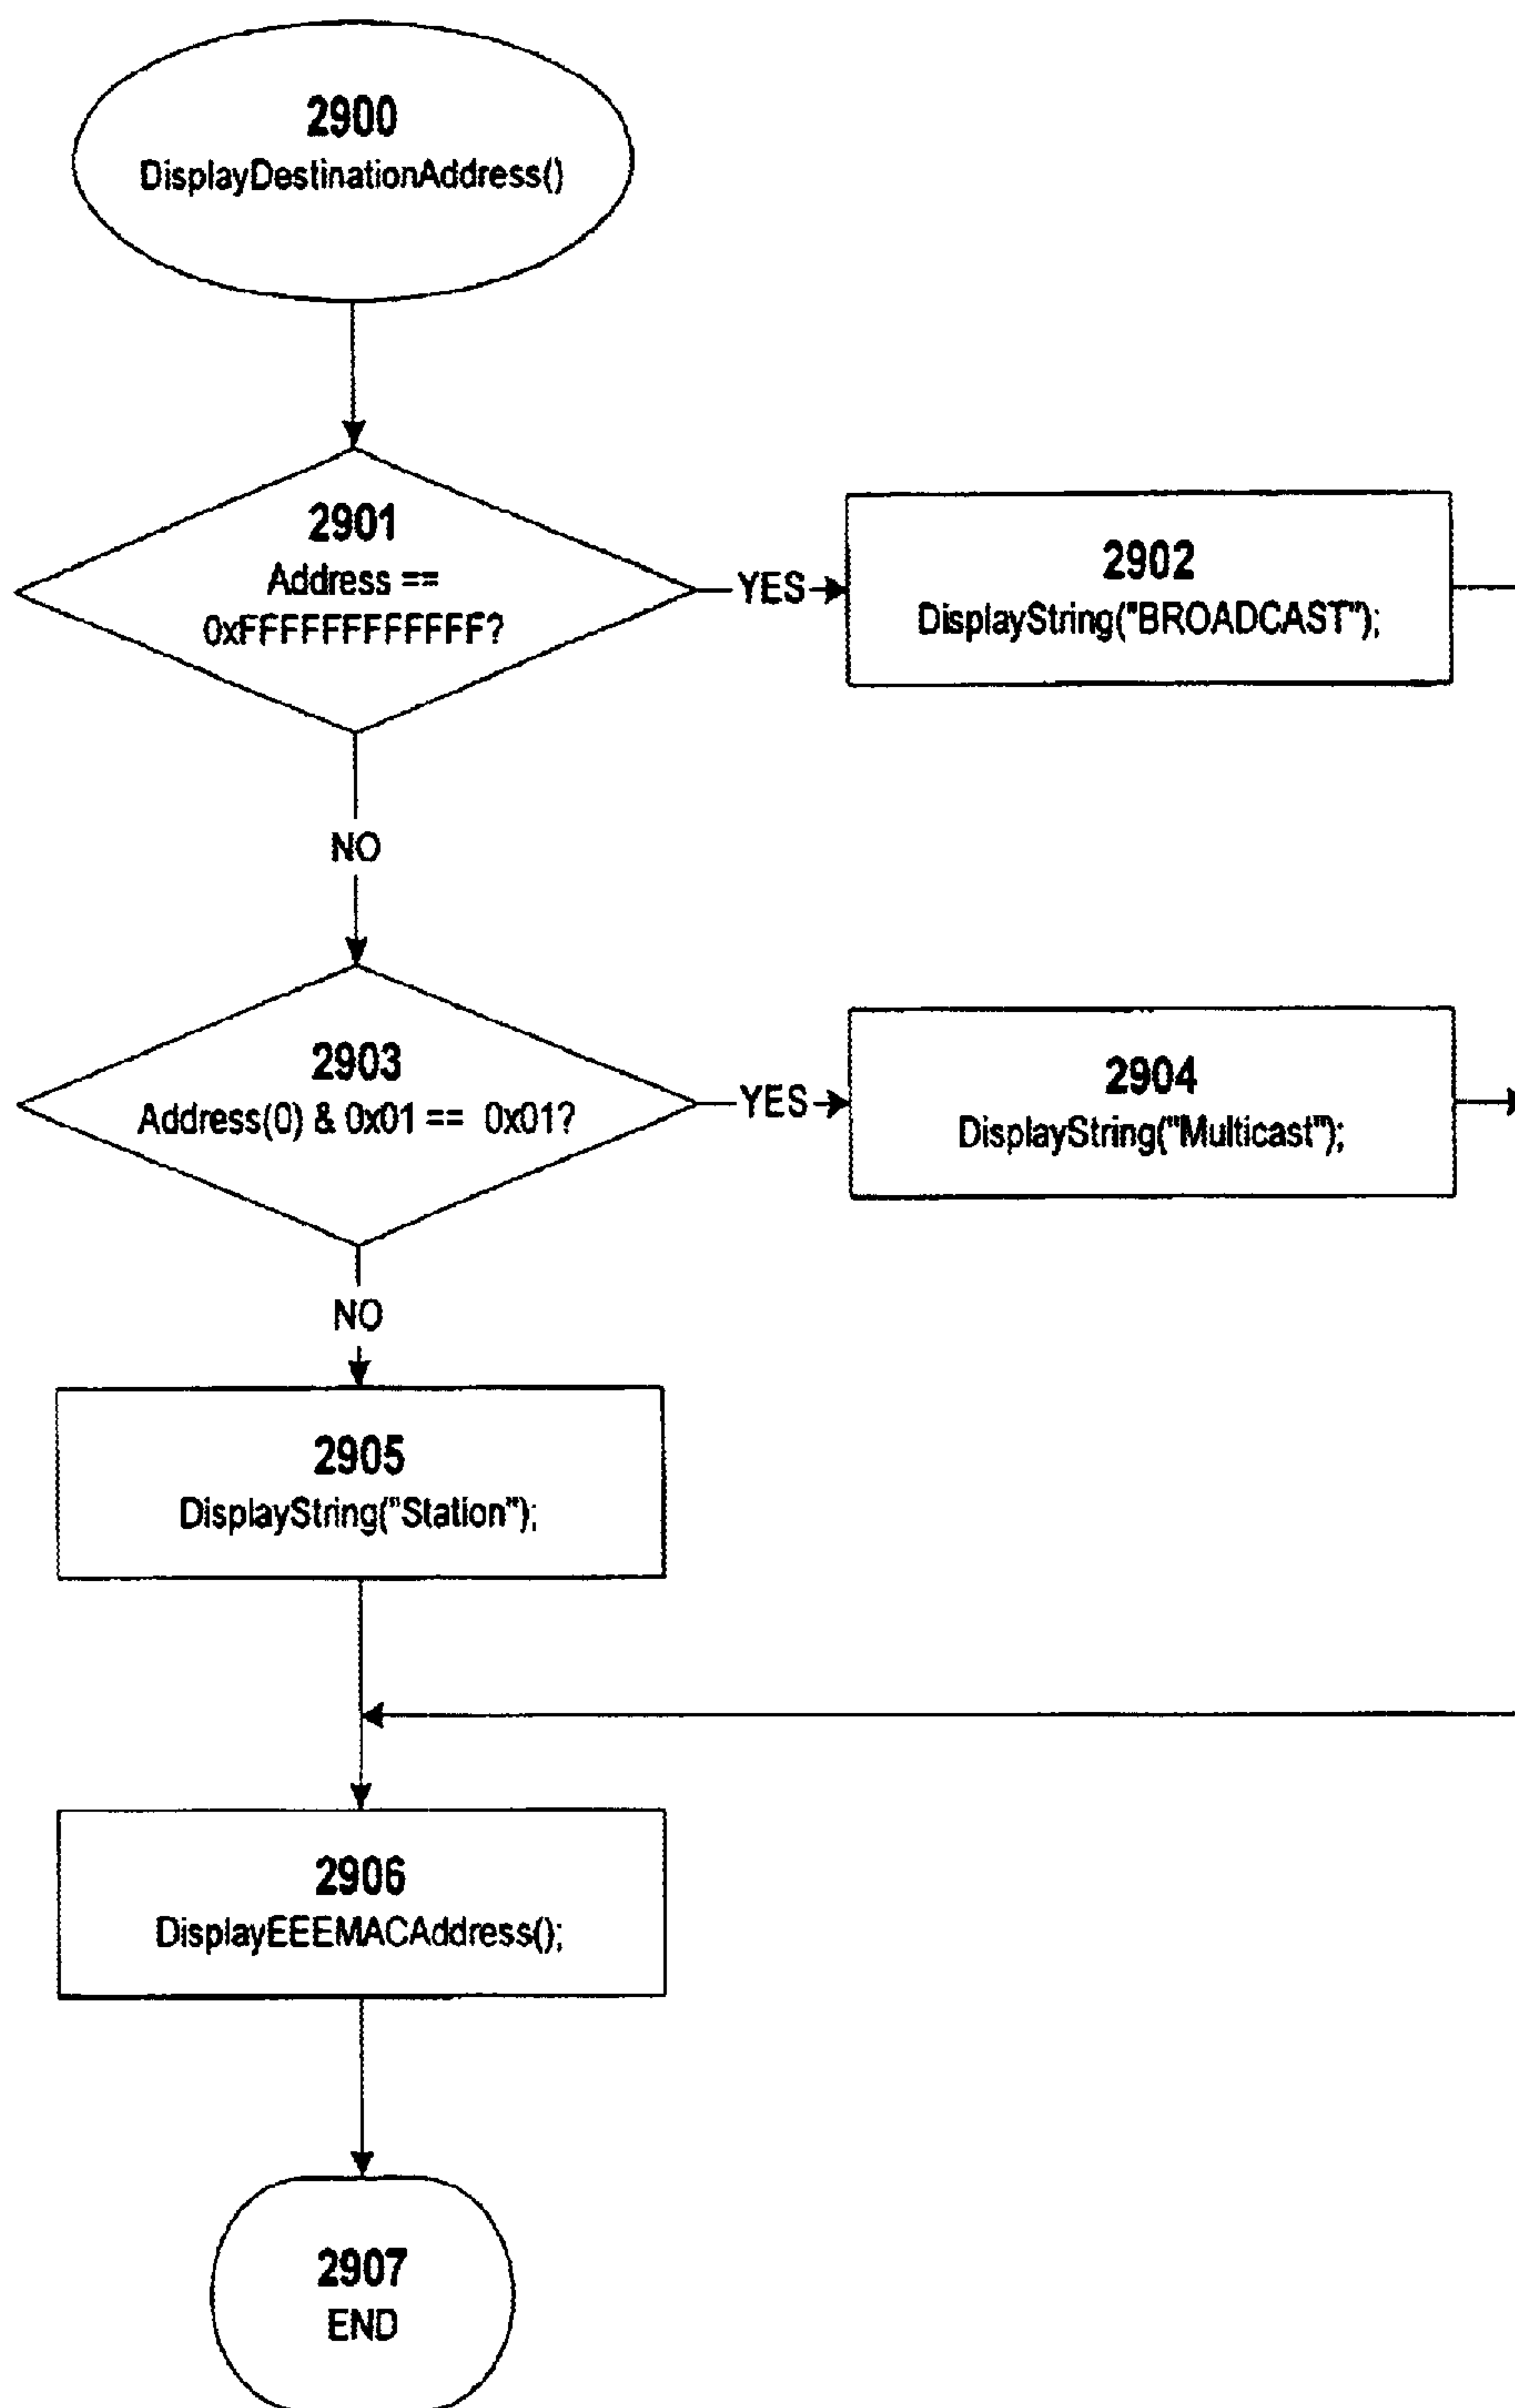 2900
DisplayDestinationAddress()
2901
Address ==
0xFFFFFFFFFFFF?
YES
2902
DisplayString("BROADCAST");
NO
2903
Address(0) & 0x01 == 0x01?
YES
2904
DisplayString("Multicast");
NO
2905
DisplayString("Station");
2906
DisplayEEEMACAddress();
2907
END